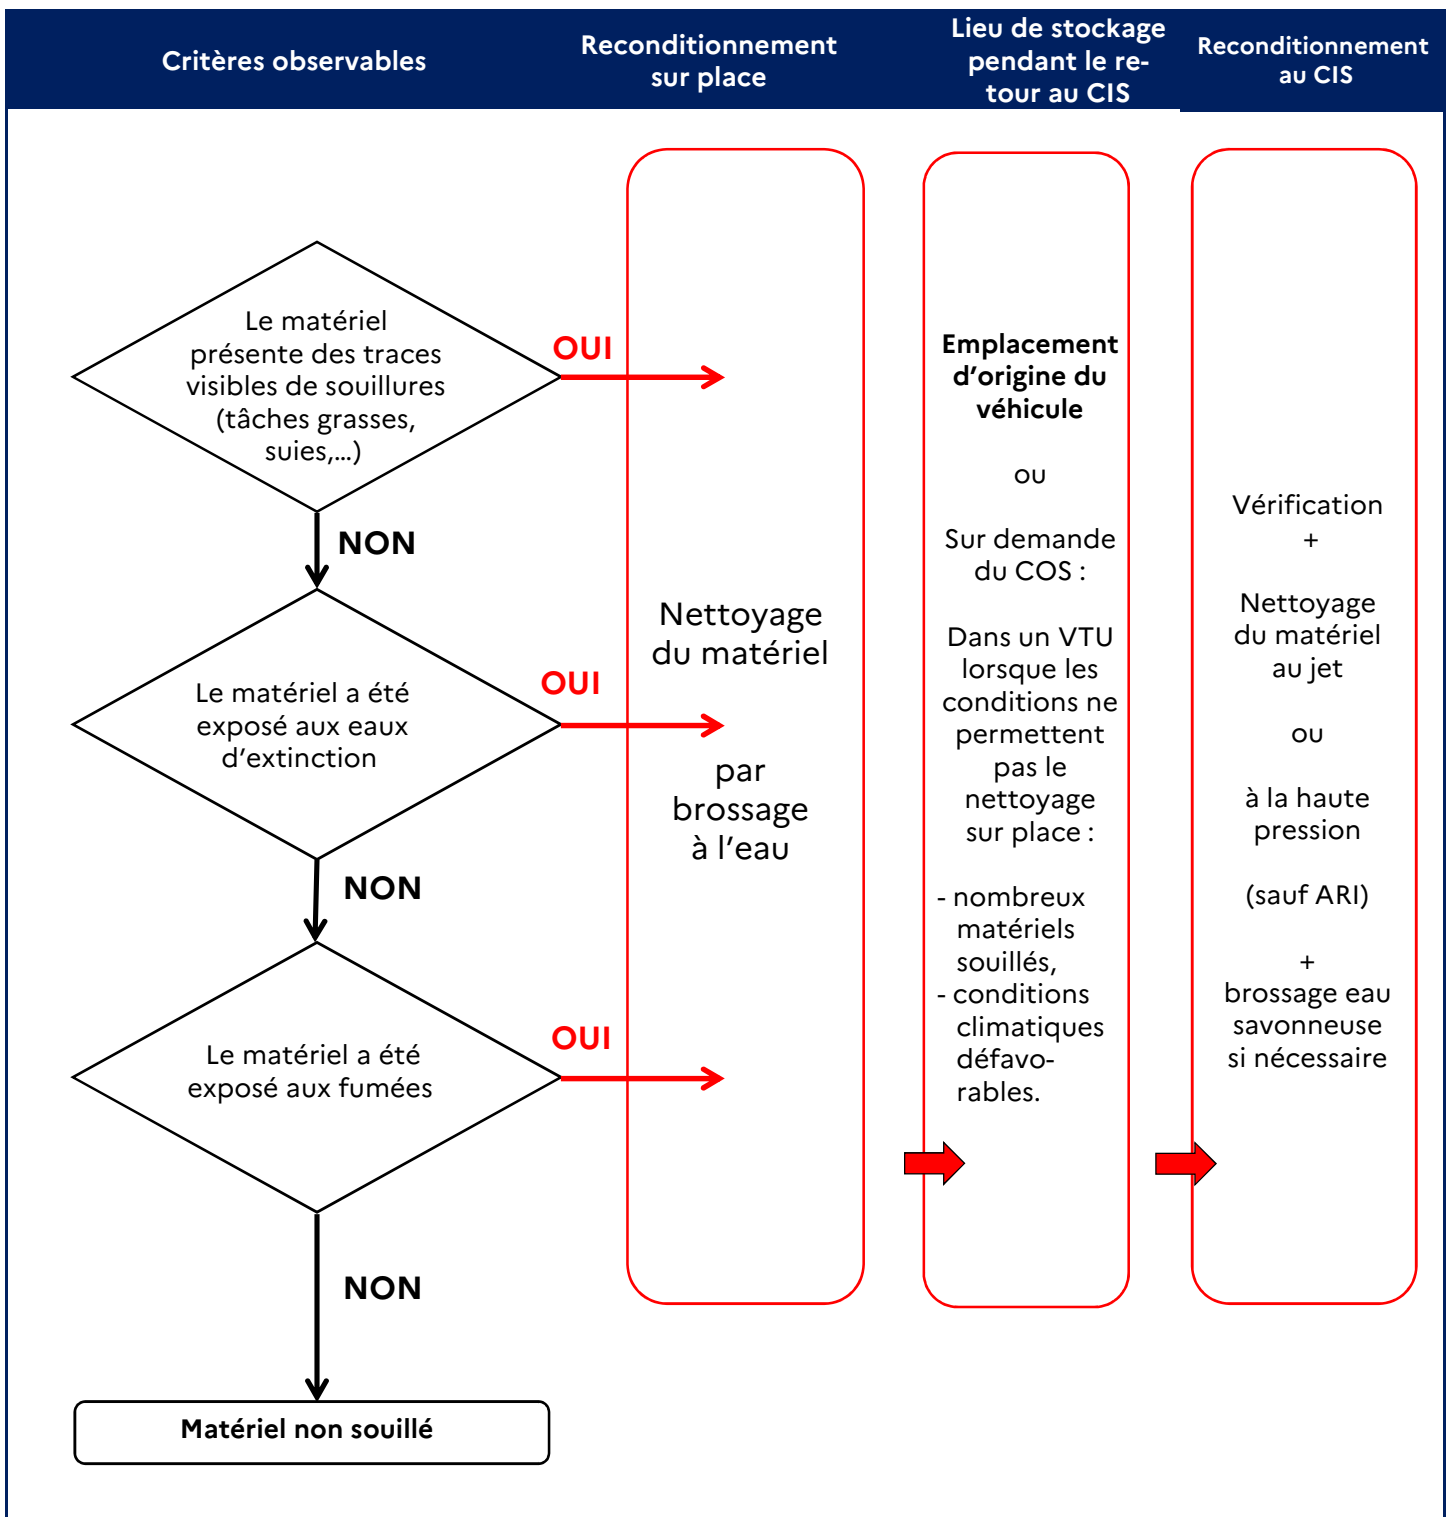 Critères observables
Reconditionnement
sur place
Lieu de stockage
pendant le re-
tour au CIS
Reconditionnement
au CIS
Le matériel
présente des traces
visibles de souillures
(tâches grasses,
suies,…)
OUI
NON
Le matériel a été
exposé aux eaux
d’extinction
OUI
NON
Le matériel a été
exposé aux fumées
OUI
NON
Matériel non souillé
Nettoyage
du matériel
par
brossage
à l’eau
Emplacement
d’origine du
véhicule
ou
Sur demande
du COS :
Dans un VTU
lorsque les
conditions ne
permettent
pas le
nettoyage
sur place :
- nombreux
matériels
souillés,
- conditions
climatiques
défavo-
rables.
Vérification
+
Nettoyage
du matériel
au jet
ou
à la haute
pression
(sauf ARI)
+
brossage eau
savonneuse
si nécessaire